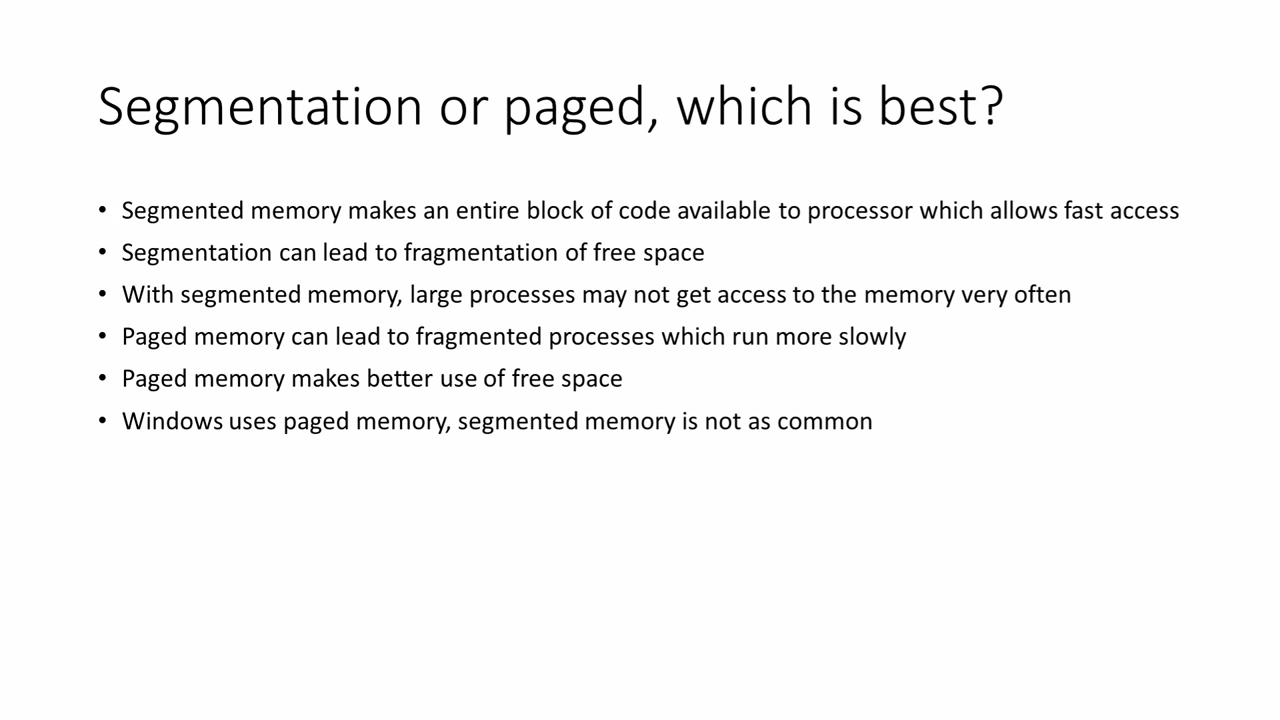 Segmentation or paged, which is best?
• Segmented memory makes an entire block of code available to processor which allows fast access
• Segmentation can lead to fragmentation of free space
• With segmented memory, large processes may not get access to the memory very often
• Paged memory can lead to fragmented processes which run more slowly
• Paged memory makes better use of free space
• Windows uses paged memory, segmented memory is not as common